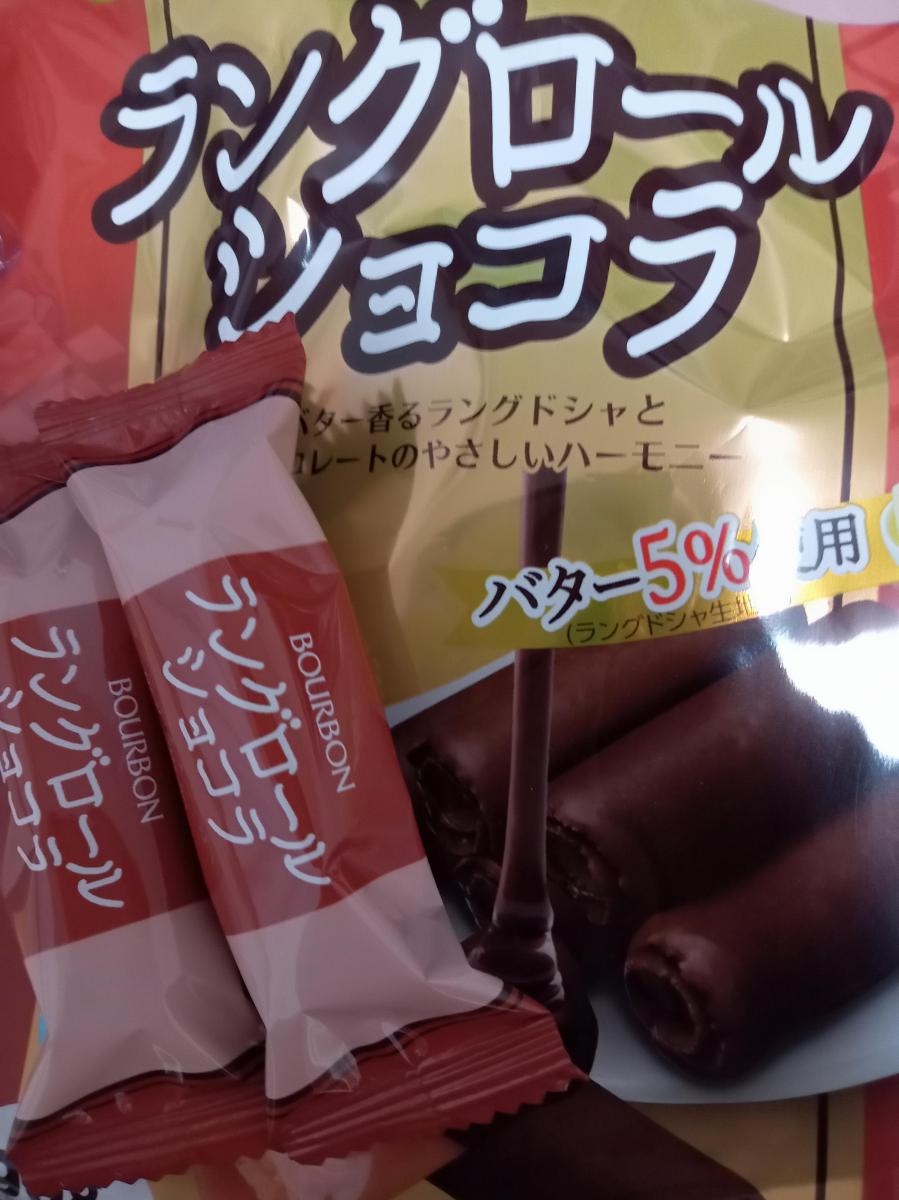 ラングロール
ショコラ
バター香るラングドシャと
コレートのやさしいハーモニー
バター5%使用
(ラングドシャ生地
BOURBON
ラングロール
ショコラ
BOURBON
ラングロール
ショコラ